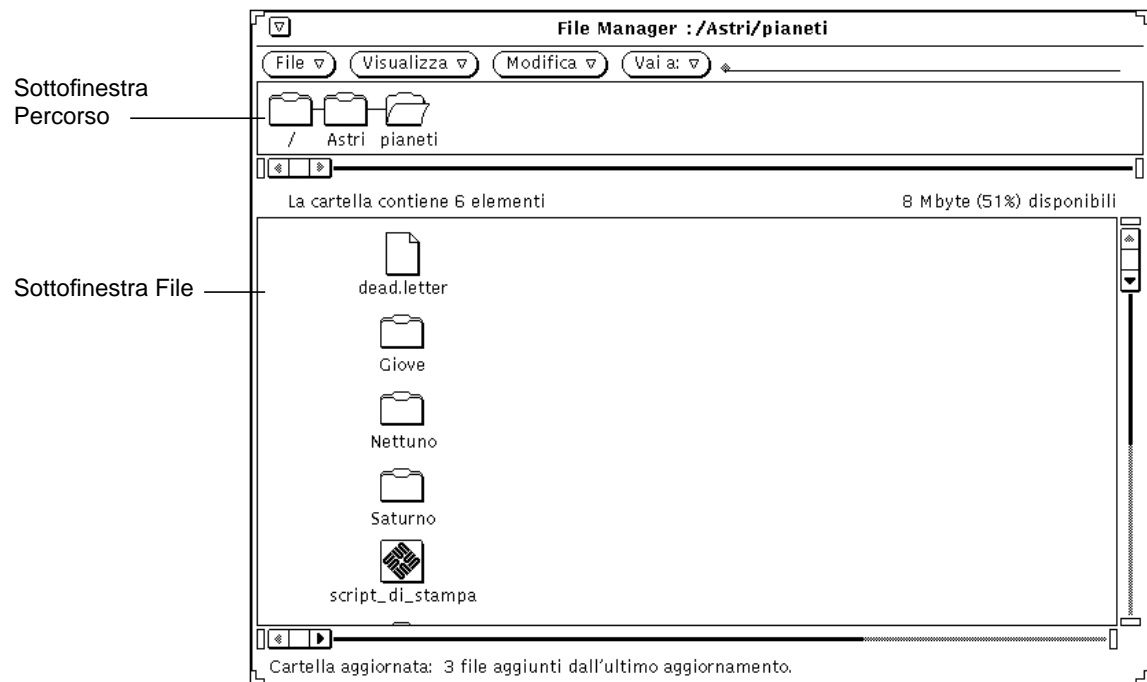 File Manager : /Astri/pianeti
File Visualizza Modifica Vai a:
Sottofinestra
Percorso
/ Astri pianeti
La cartella contiene 6 elementi 8 Mbyte (51%) disponibili
Sottofinestra File
dead.letter
Giove
Nettuno
Saturno
script_di_stampa
Cartella aggiornata: 3 file aggiunti dall'ultimo aggiornamento.